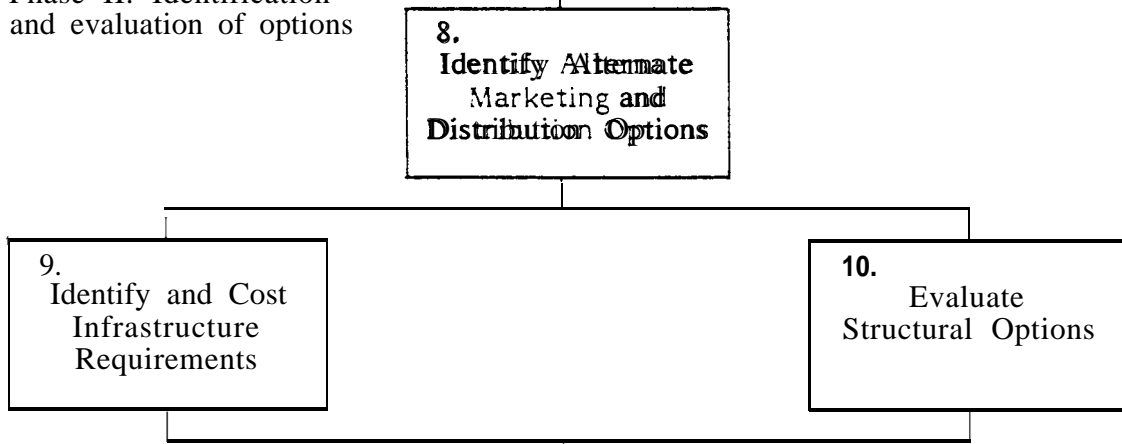 Phase II: Identification
and evaluation of options
8.
Identify Alternate
Marketing and
Distribution Options
9.
Identify and Cost
Infrastructure
Requirements
10.
Evaluate
Structural Options